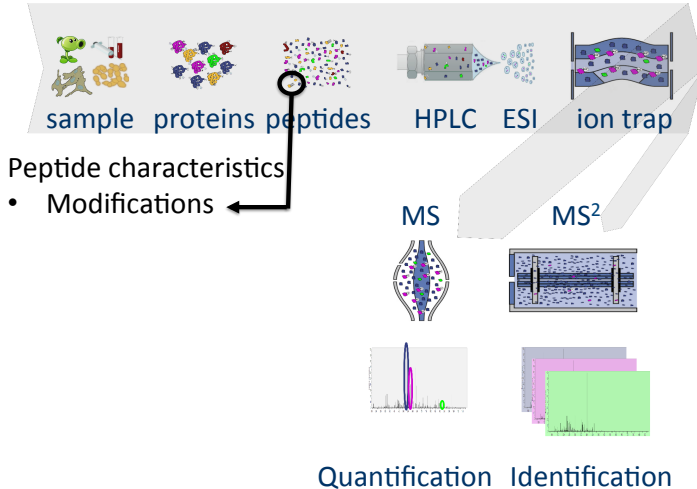 sample proteins peptides HPLC ESI ion trap
Peptide characteristics
• Modifications
MS MS²
Quantification Identification